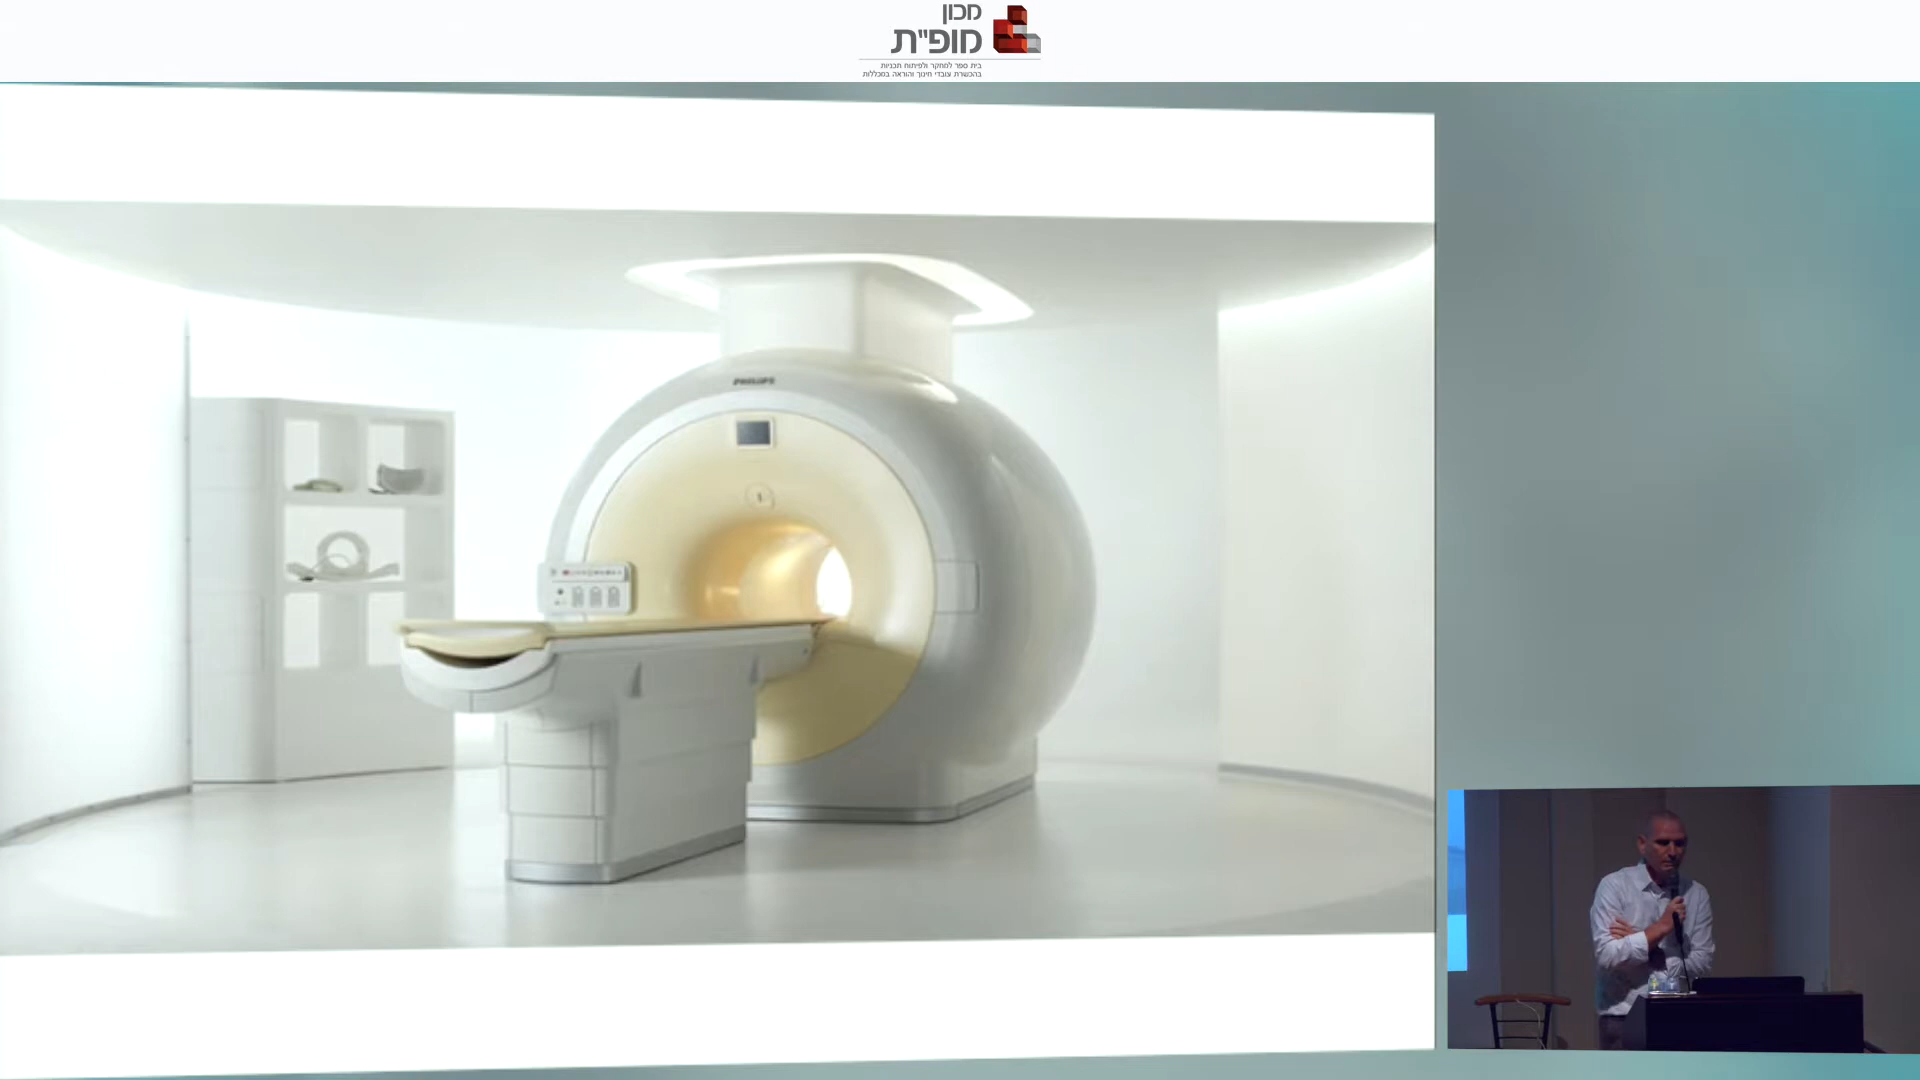 מכון
מופ"ת
בית ספר למחקר ולפיתוח תכניות
בהכשרת עובדי חינוך והוראה במכללות
PHILIPS